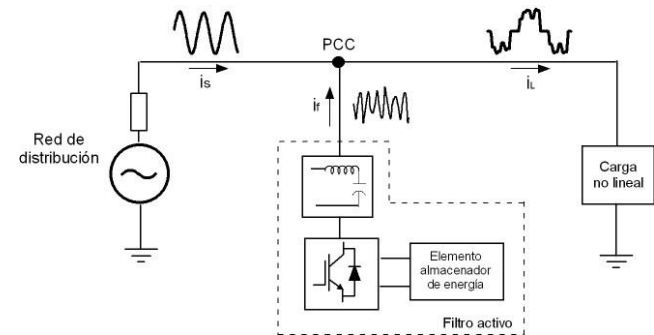 PCC
is
if
iL
Red de
distribución
Carga
no lineal
Elemento
almacenador
de energía
Filtro activo